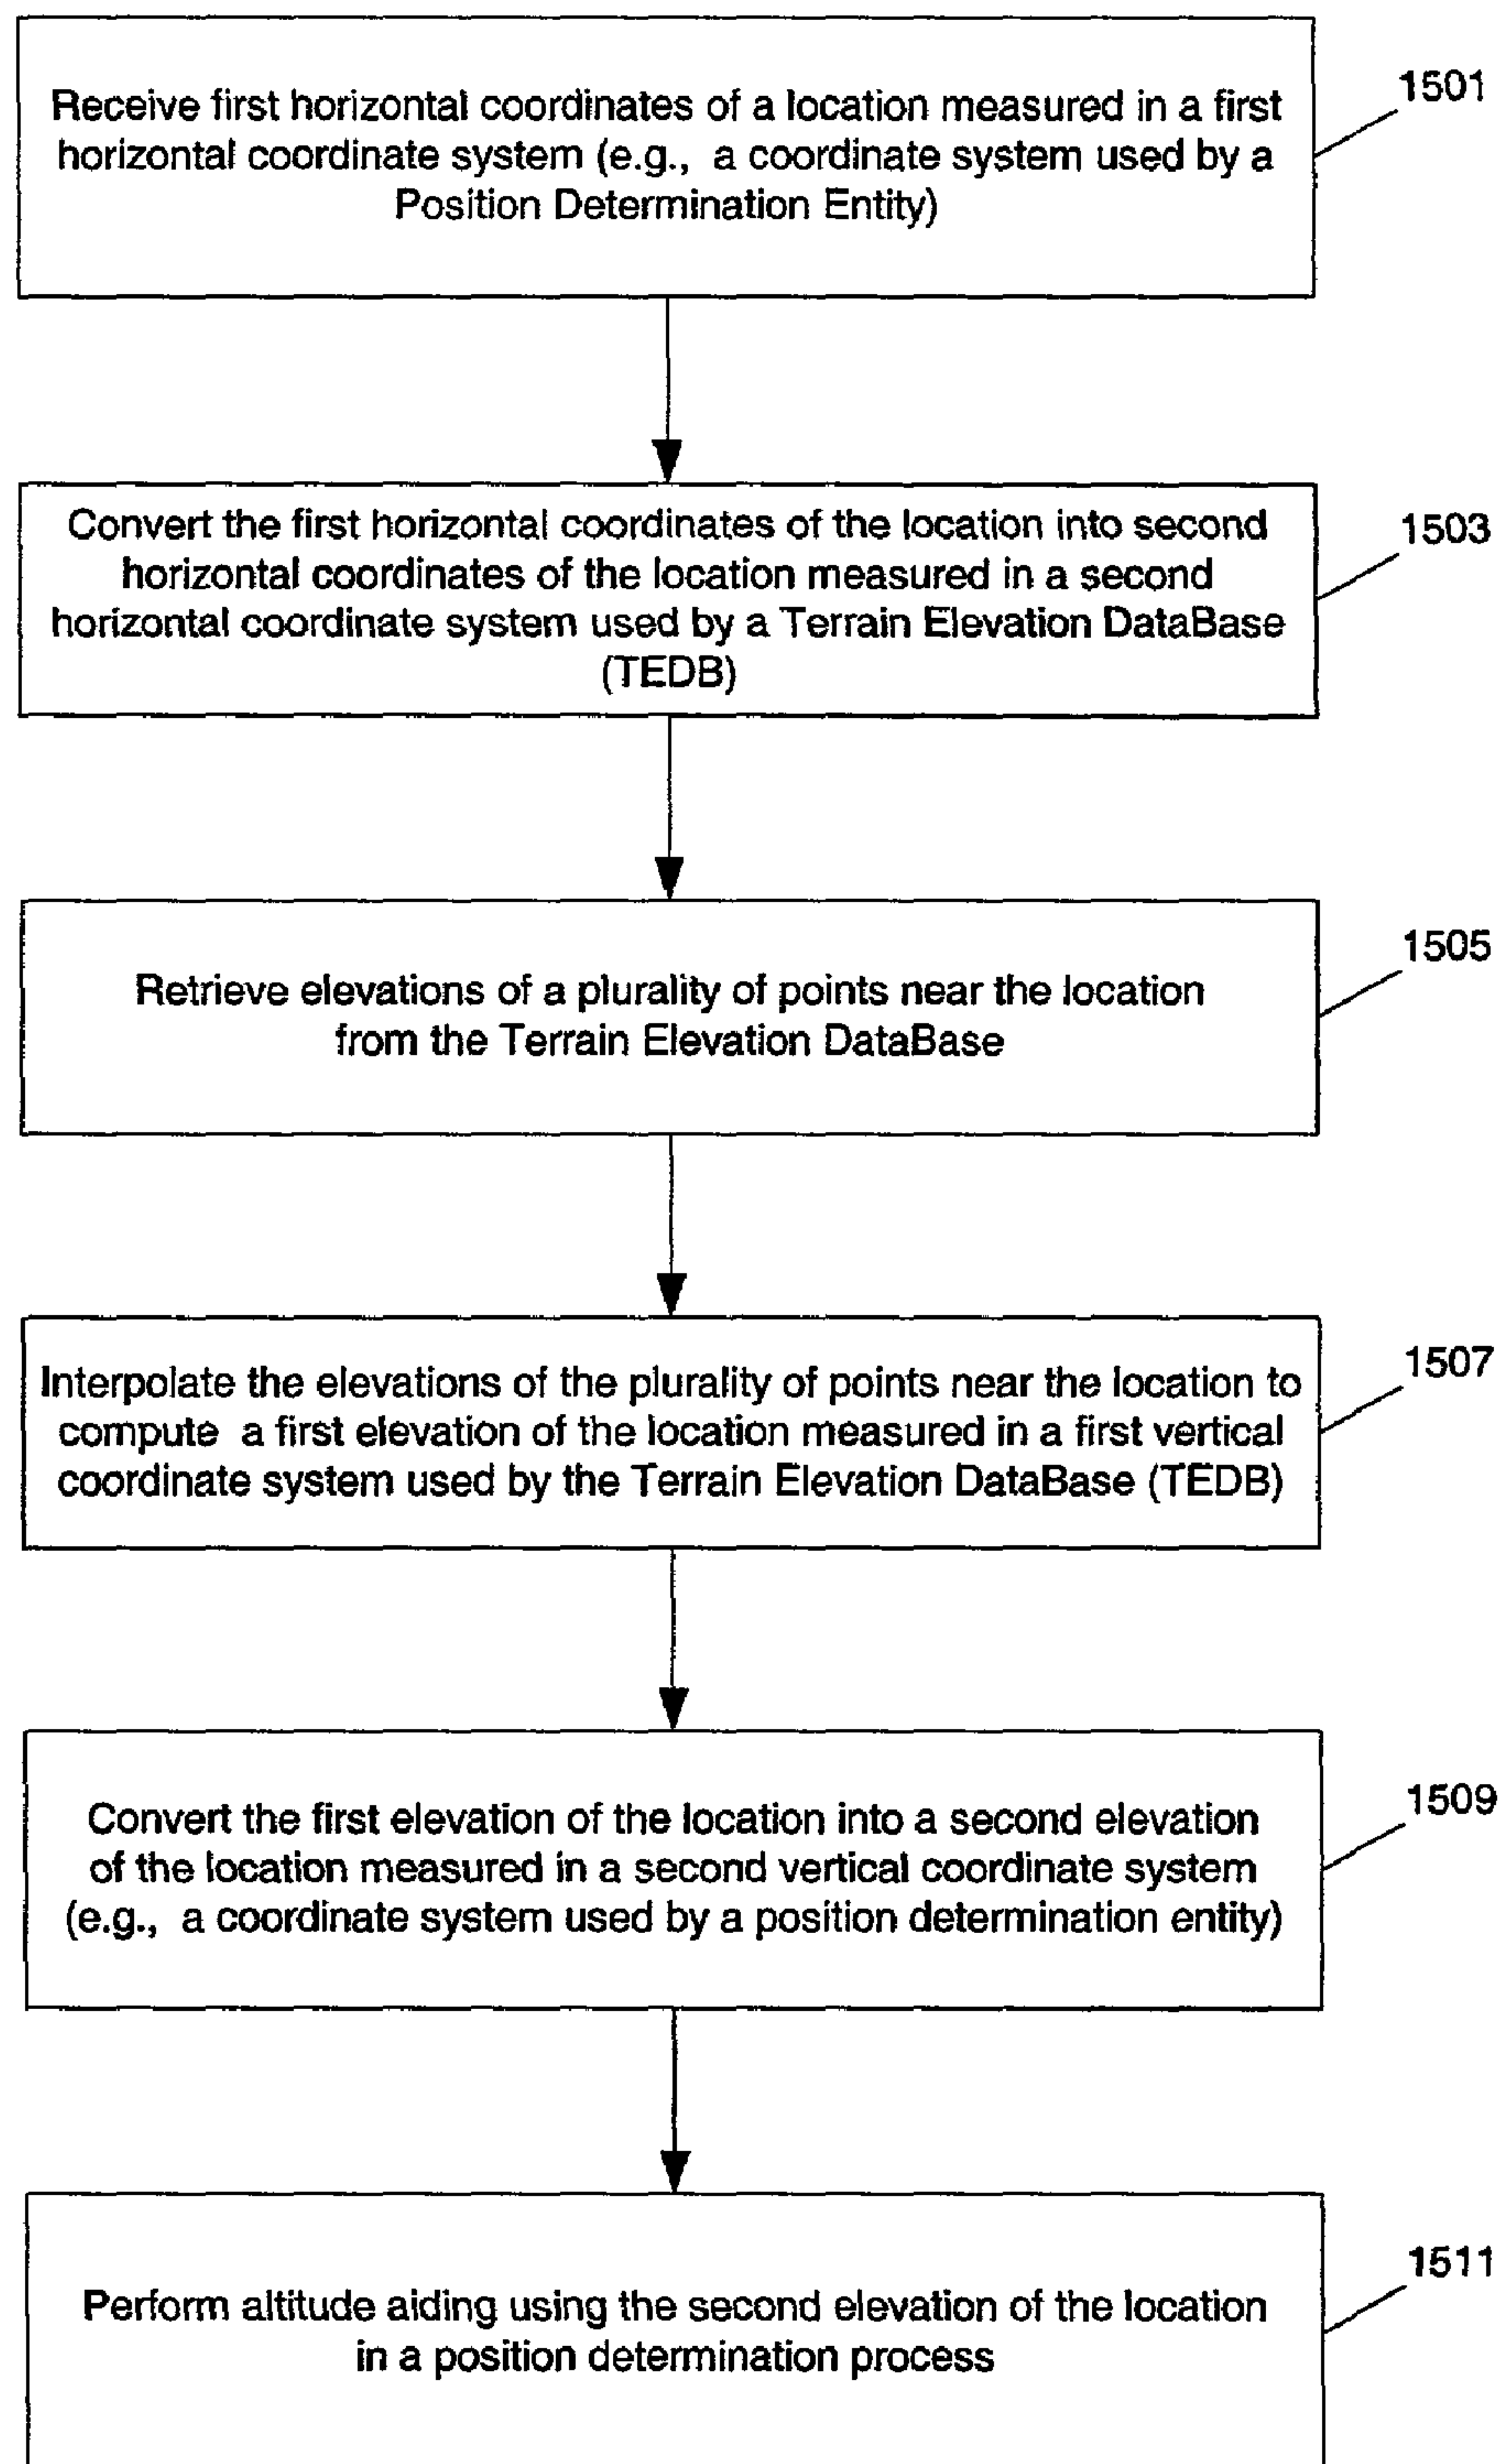 1501
Receive first horizontal coordinates of a location measured in a first
horizontal coordinate system (e.g., a coordinate system used by a
Position Determination Entity)
1503
Convert the first horizontal coordinates of the location into second
horizontal coordinates of the location measured in a second
horizontal coordinate system used by a Terrain Elevation DataBase
(TEDB)
1505
Retrieve elevations of a plurality of points near the location
from the Terrain Elevation DataBase
1507
Interpolate the elevations of the plurality of points near the location to
compute a first elevation of the location measured in a first vertical
coordinate system used by the Terrain Elevation DataBase (TEDB)
1509
Convert the first elevation of the location into a second elevation
of the location measured in a second vertical coordinate system
(e.g., a coordinate system used by a position determination entity)
1511
Perform altitude aiding using the second elevation of the location
in a position determination process